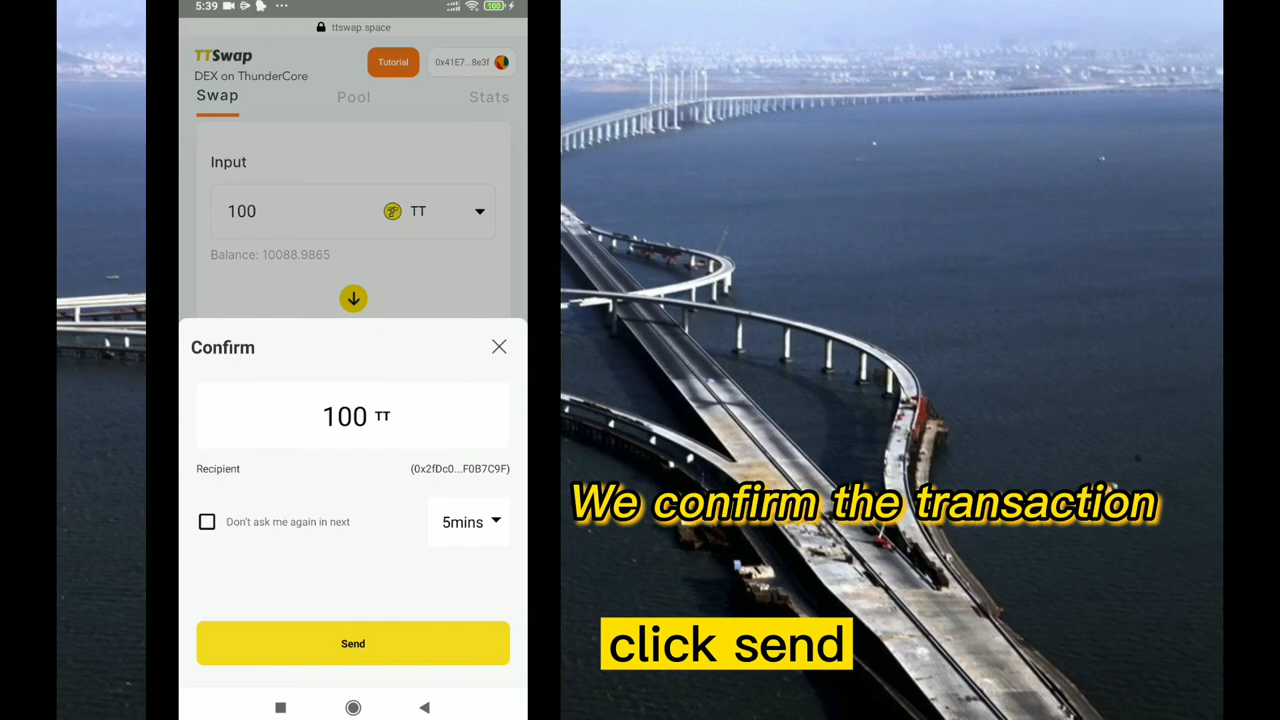 5:39
100
ttswap.space
TTSwap
DEX on ThunderCore
Tutorial
0x41E7...8e3f
Swap
Pool
Stats
Input
100
TT
Balance: 10088.9865
Confirm
100 TT
Recipient
(0x2fDc0...F0B7C9F)
Don't ask me again in next
5mins
Send
We confirm the transaction
click send